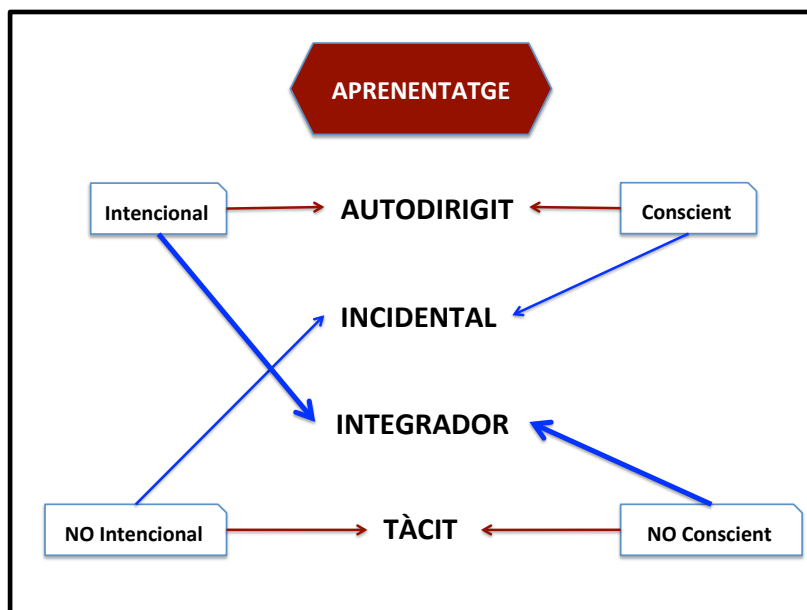 APRENENTATGE
Intencional
AUTODIRIGIT
Conscient
INCIDENTAL
INTEGRADOR
NO Intencional
TÀCIT
NO Conscient